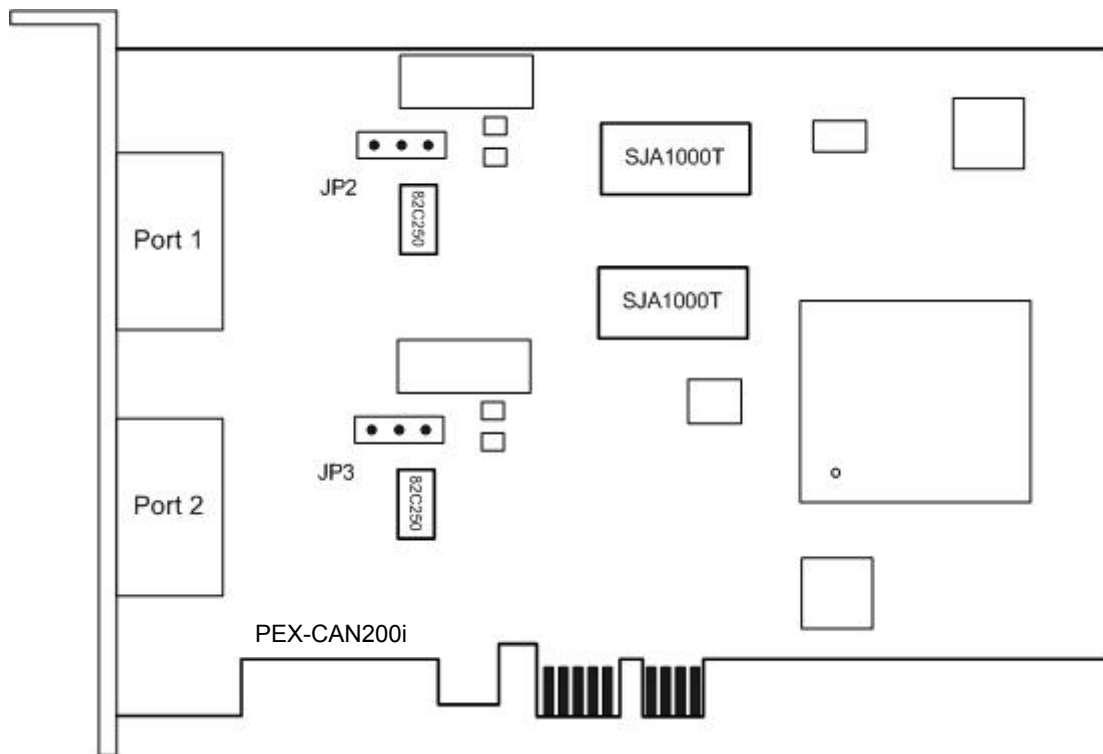 SJA1000T
JP2
82C250
Port 1
SJA1000T
JP3
82C250
Port 2
PEX-CAN200i